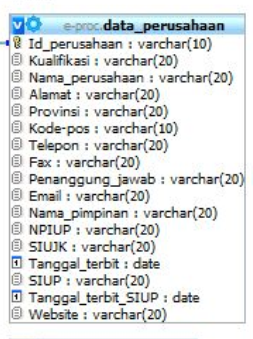 e-proc.data_perusahaan
Id_perusahaan : varchar(10)
Kualifikasi : varchar(20)
Nama_perusahaan : varchar(20)
Alamat : varchar(20)
Provinsi : varchar(20)
Kode-pos : varchar(10)
Telepon : varchar(20)
Fax : varchar(20)
Penanggung_jawab : varchar(20)
Email : varchar(20)
Nama_pimpinan : varchar(20)
NPIUP : varchar(20)
SIUJK : varchar(20)
Tanggal_terbit : date
SIUP : varchar(20)
Tanggal_terbit_SIUP : date
Website : varchar(20)